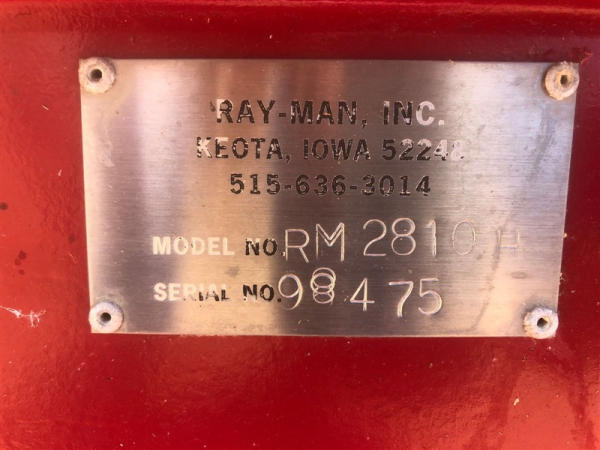 RAY-MAN, INC.
KEOTA, IOWA 52248
515-636-3014
MODEL NO. RM 2810 H
SERIAL NO. 98475